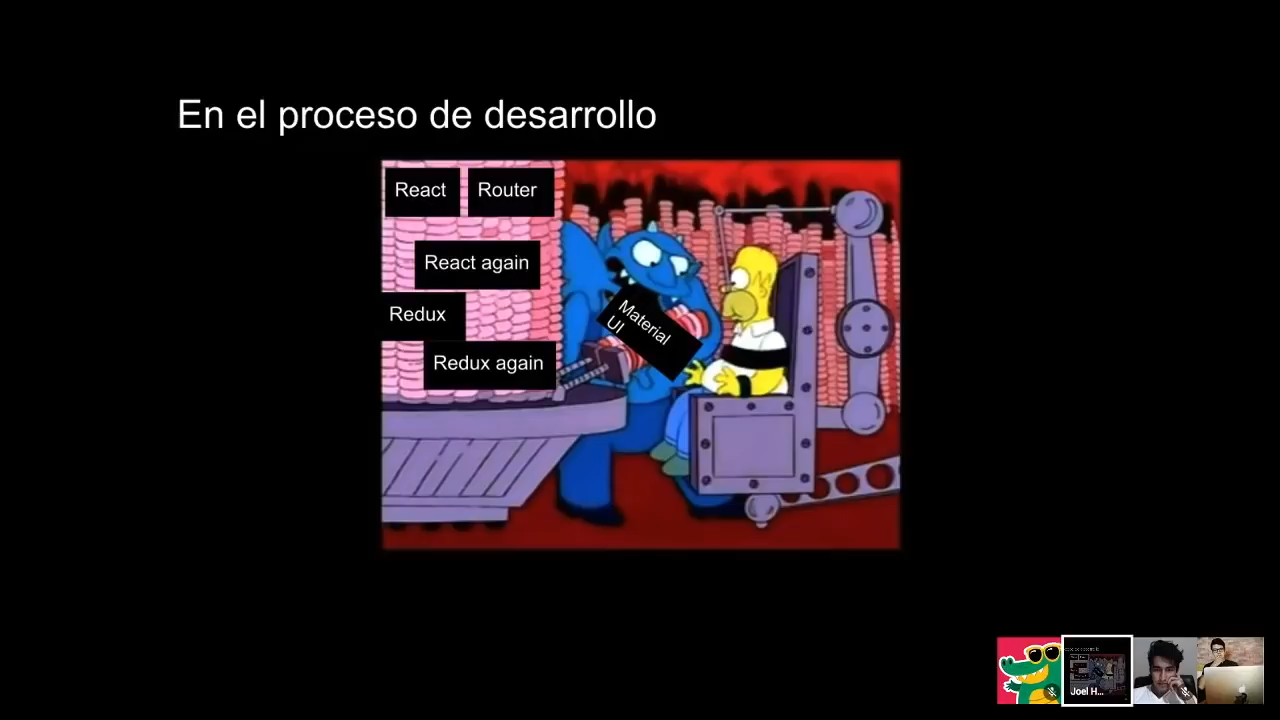 En el proceso de desarrollo
React
Router
React again
Redux
Redux again
Material
UI
Joel H...